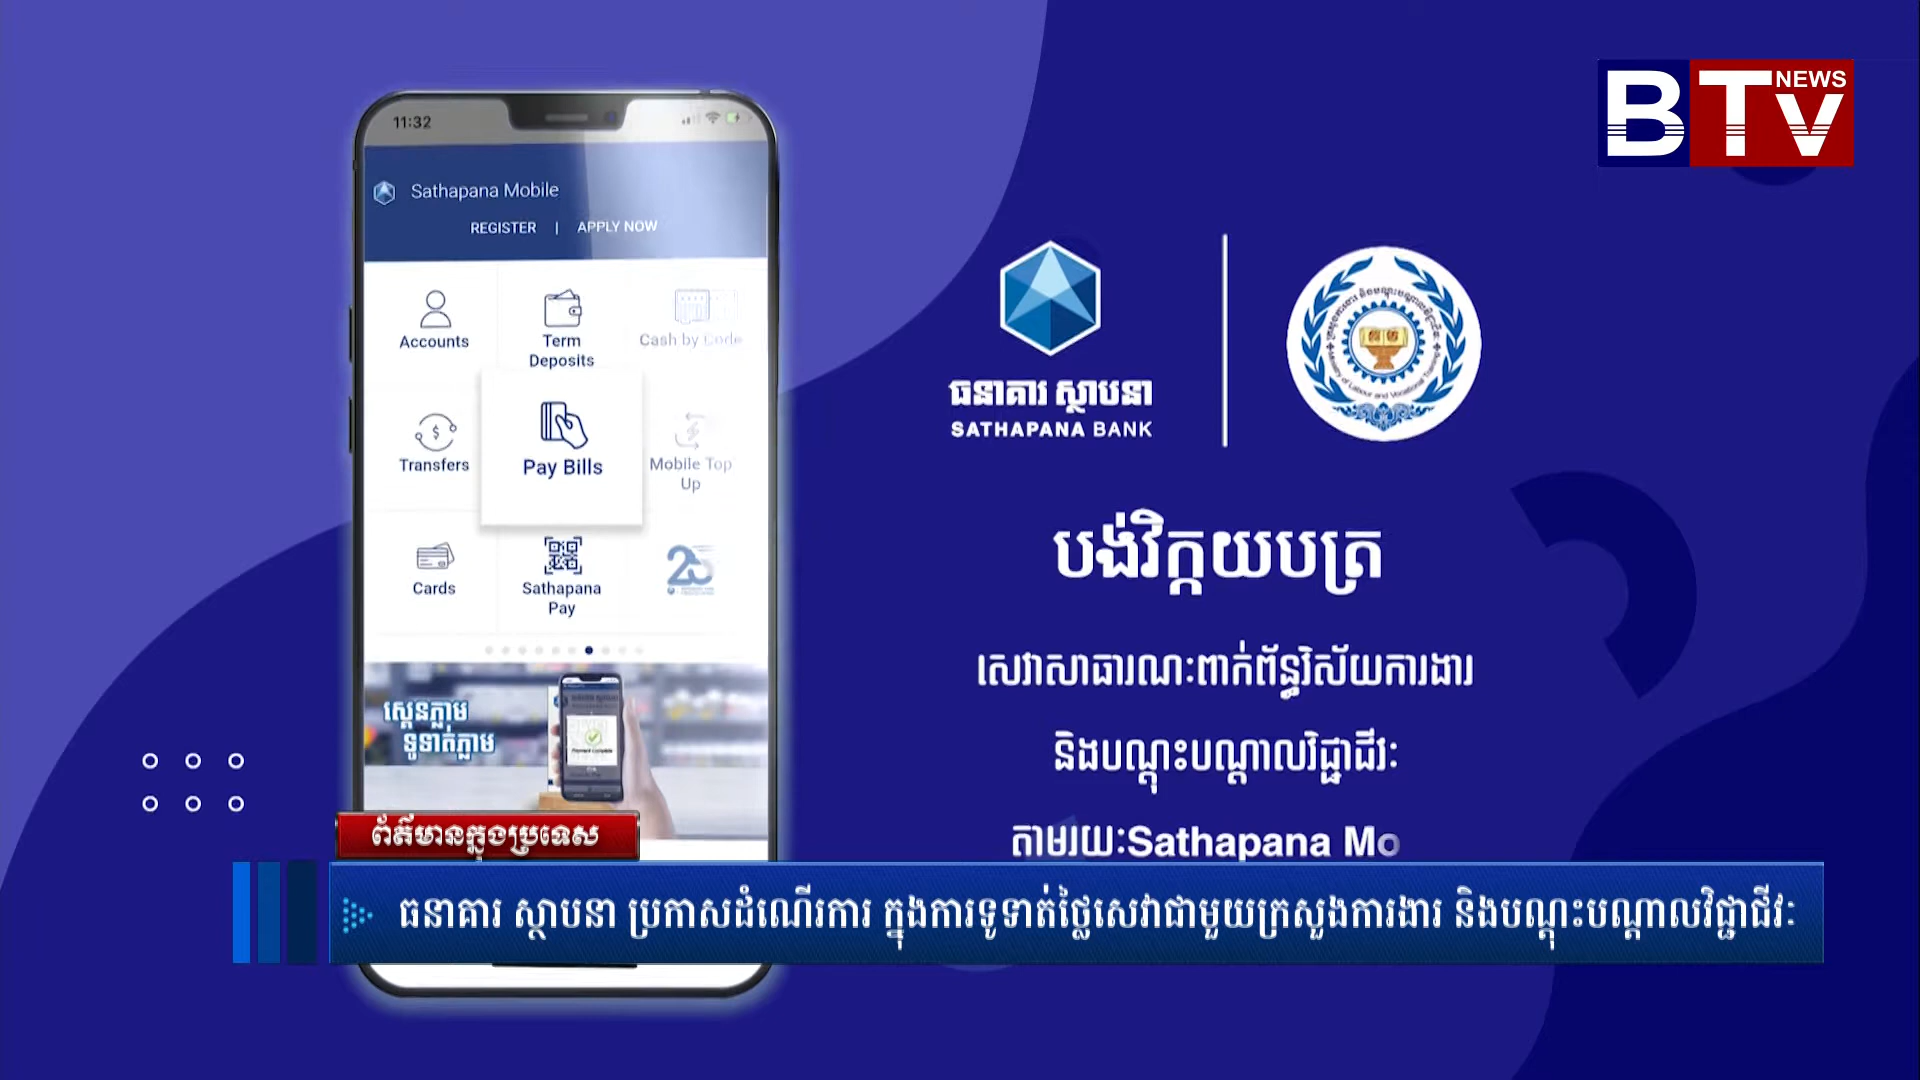 BTV NEWS
11:32
Sathapana Mobile
REGISTER | APPLY NOW
Accounts
Term
Deposits
Cash by Code
Transfers
Pay Bills
Mobile Top
Up
Cards
Sathapana
Pay
ស្កេនភ្លាម
ទូទាត់ភ្លាម
ធនាគារ ស្ថាបនា
SATHAPANA BANK
បង់វិក្កយបត្រ
សេវាសាធារណៈពាក់ព័ន្ធវិស័យការងារ
និងបណ្តុះបណ្តាលវិជ្ជាជីវៈ
តាមរយៈSathapana Mo
ព័ត៌មានក្នុងប្រទេស
ធនាគារ ស្ថាបនា ប្រកាសដំណើរការ ក្នុងការទូទាត់ថ្លៃសេវាជាមួយក្រសួងការងារ និងបណ្តុះបណ្តាលវិជ្ជាជីវៈ